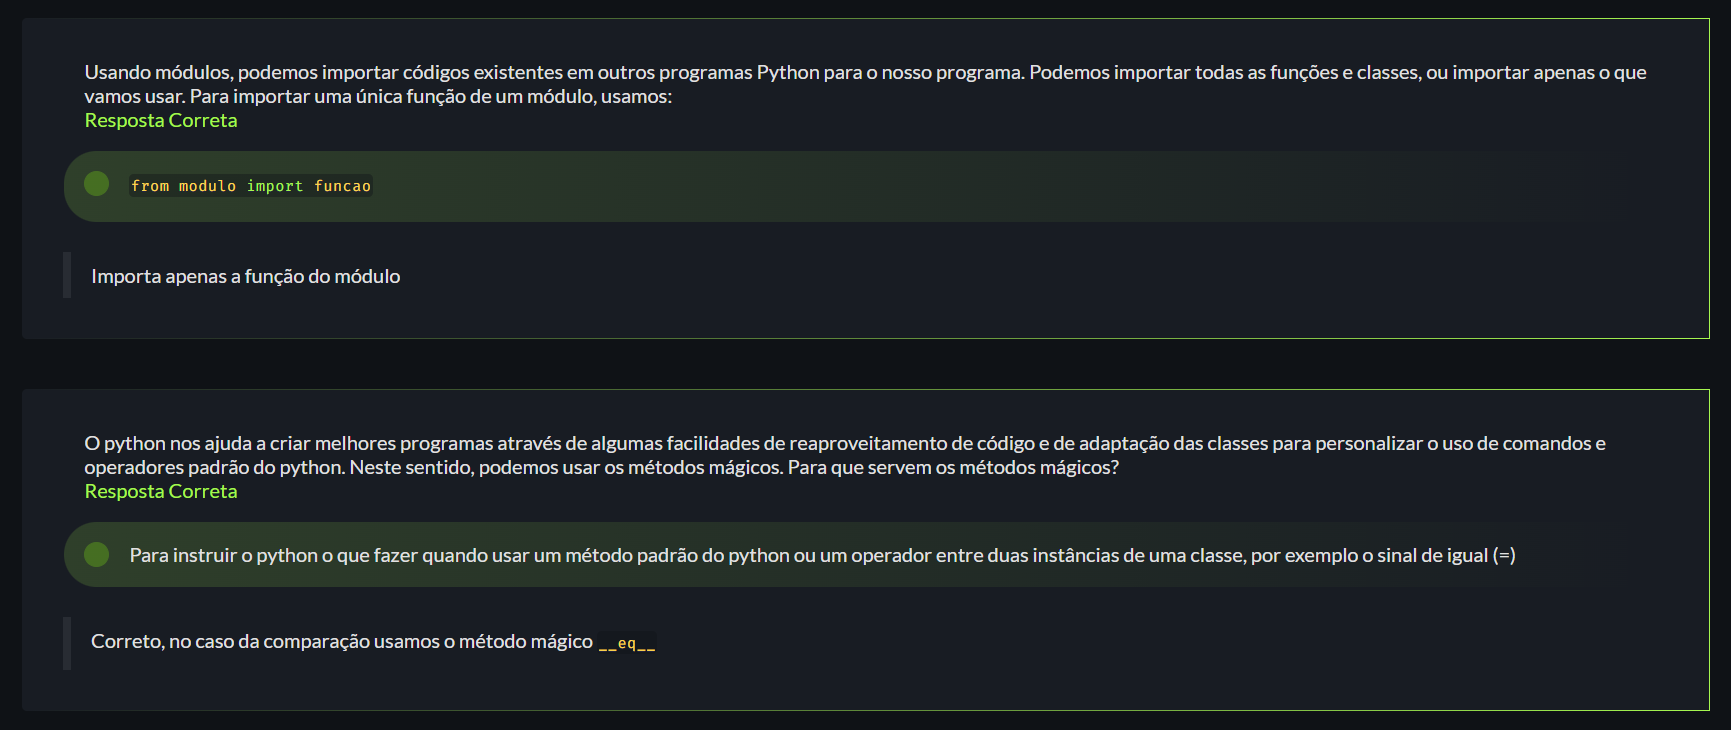 Usando módulos, podemos importar códigos existentes em outros programas Python para o nosso programa. Podemos importar todas as funções e classes, ou importar apenas o que
vamos usar. Para importar uma única função de um módulo, usamos:
Resposta Correta
from modulo import funcao
Importa apenas a função do módulo
O python nos ajuda a criar melhores programas através de algumas facilidades de reaproveitamento de código e de adaptação das classes para personalizar o uso de comandos e
operadores padrão do python. Neste sentido, podemos usar os métodos mágicos. Para que servem os métodos mágicos?
Resposta Correta
Para instruir o python o que fazer quando usar um método padrão do python ou um operador entre duas instâncias de uma classe, por exemplo o sinal de igual (=)
Correto, no caso da comparação usamos o método mágico __eq__